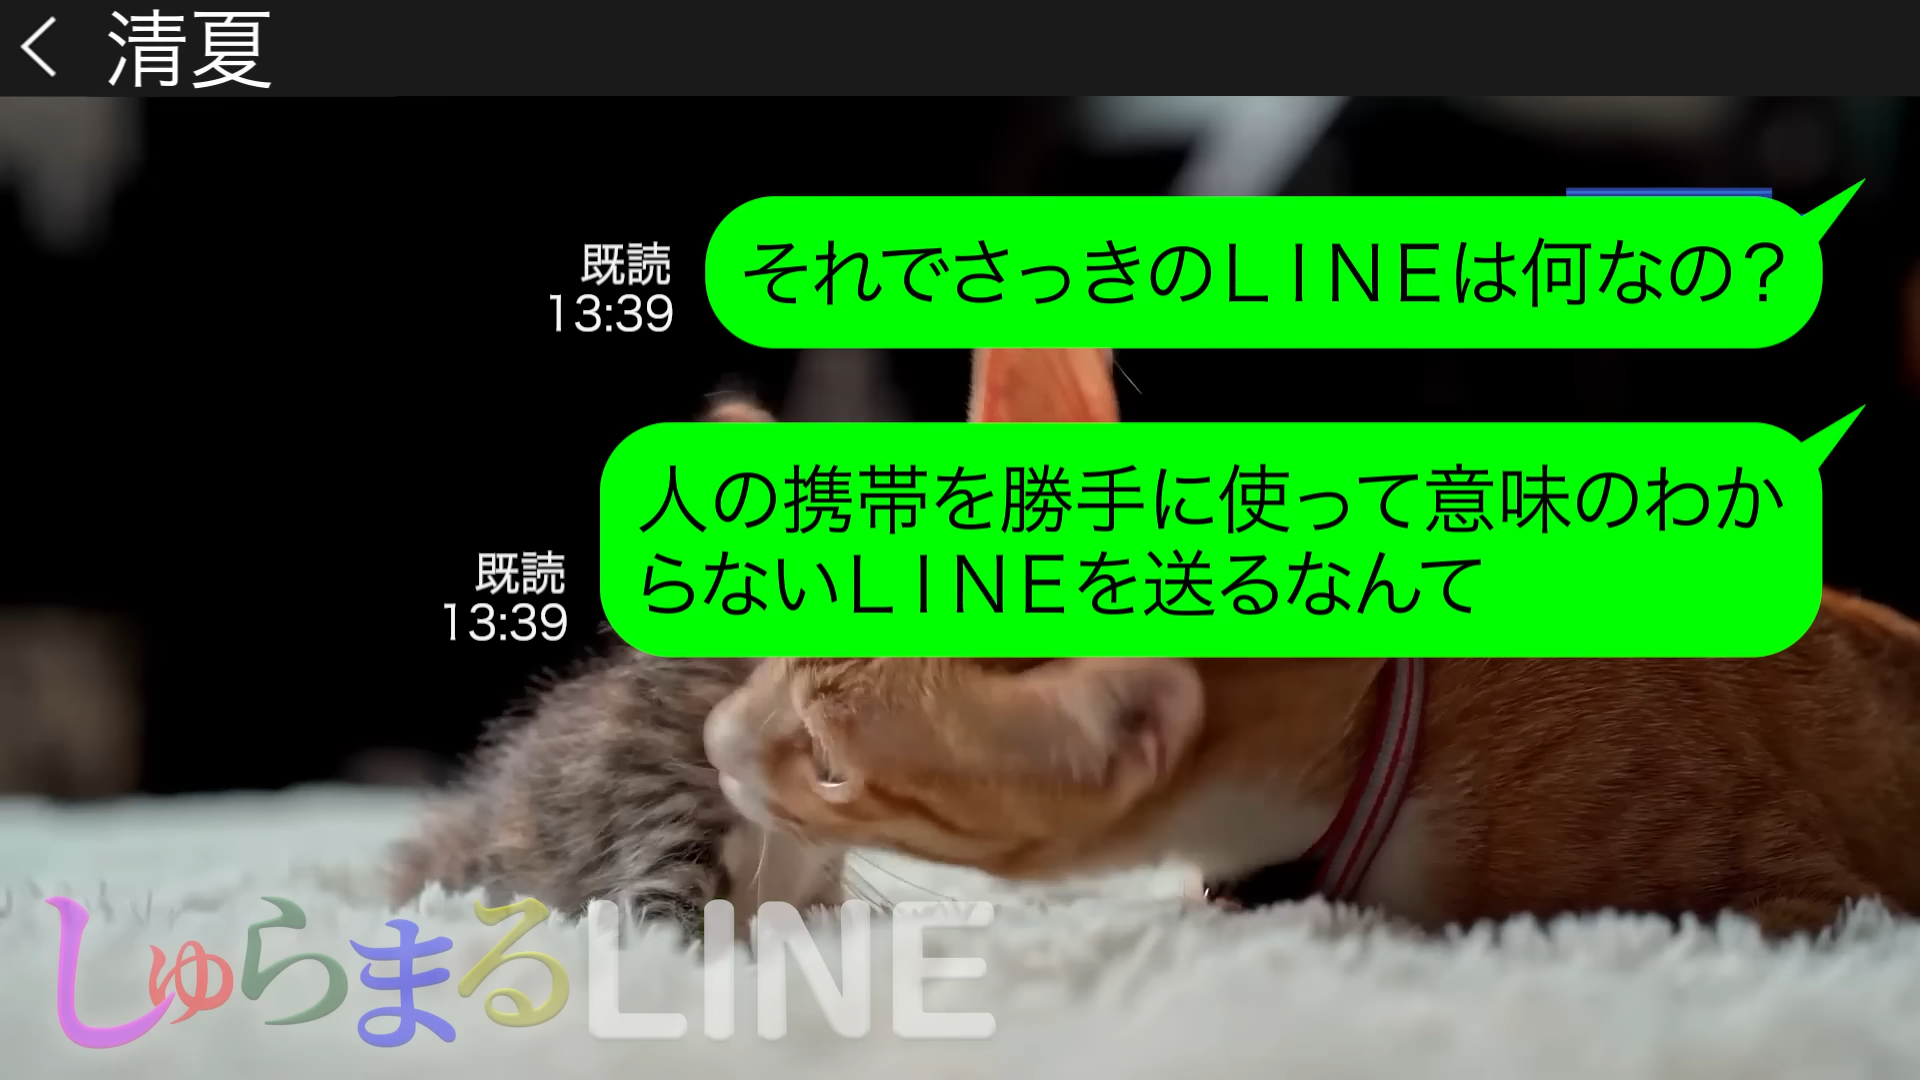 清夏
それでさっきのＬＩＮＥは何なの？
既読
13:39
人の携帯を勝手に使って意味のわか
らないＬＩＮＥを送るなんて
既読
13:39
しゅらまるLINE